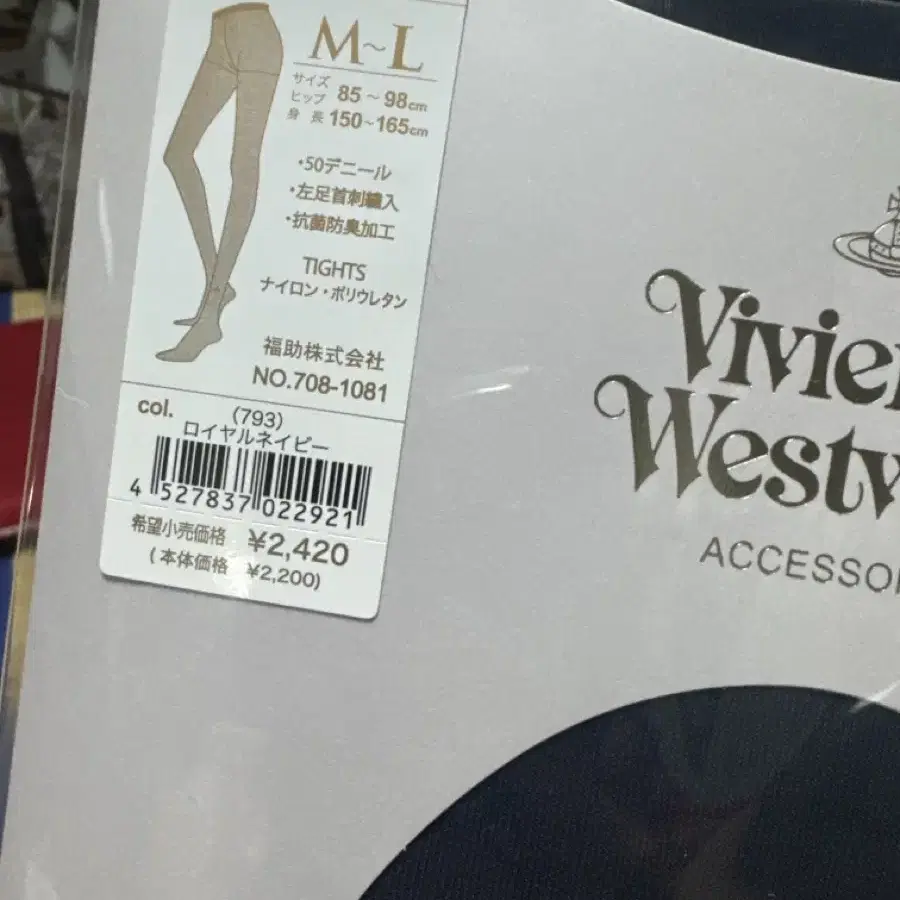 M~L
サイズ
ヒップ 85~98cm
身長 150~165cm
・50デニール
・左足首刺繍入
・抗菌防臭加工
TIGHTS
ナイロン・ポリウレタン
福助株式会社
NO.708-1081
col.
(793)
ロイヤルネイビー
4 527837 022921
希望小売価格 ¥2,420
(本体価格 ¥2,200)
Vivie
Westw
ACCESSO